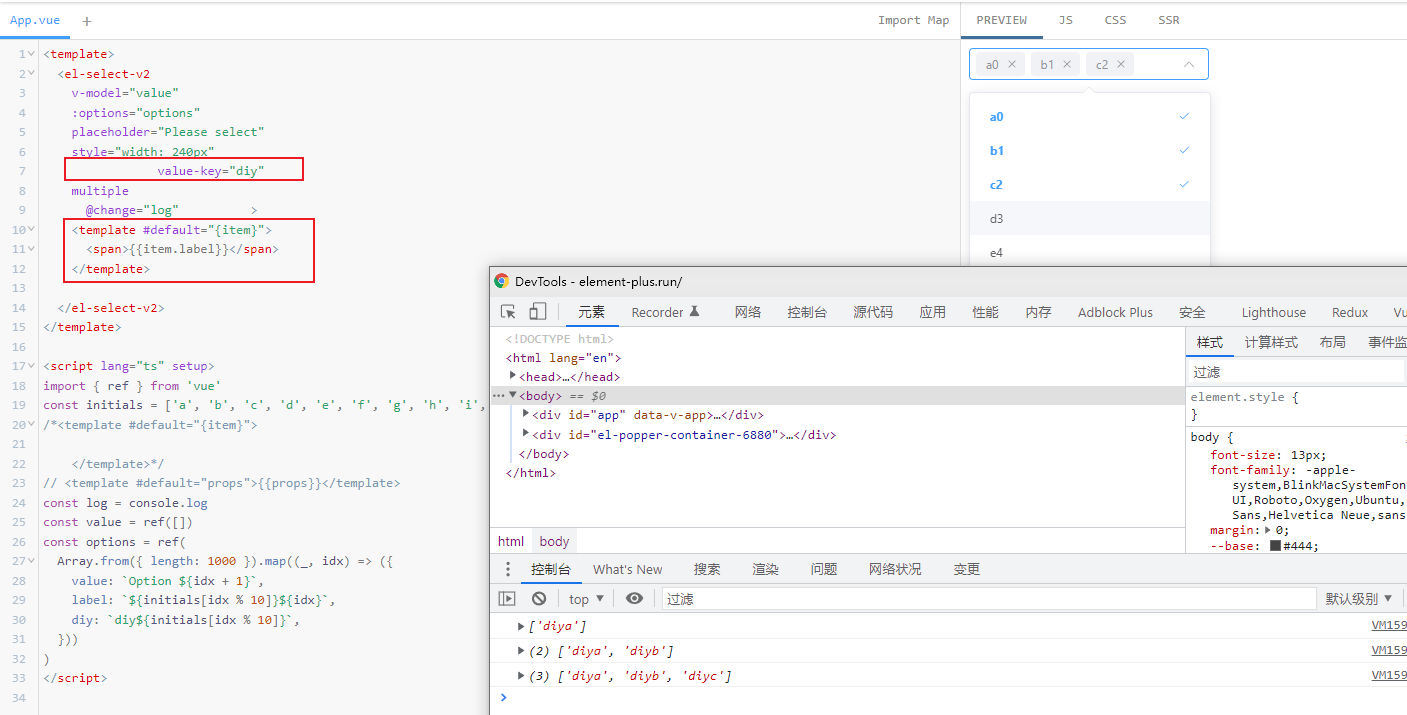 App.vue
+
Import Map
PREVIEW
JS
CSS
SSR
1 <template>
2 <el-select-v2
3 v-model="value"
4 :options="options"
5 placeholder="Please select"
6 style="width: 240px"
7 value-key="diy"
8 multiple
9 @change="log" >
10 <template #default="{item}">
11 <span>{{item.label}}</span>
12 </template>
13
14 </el-select-v2>
15 </template>
16
17 <script lang="ts" setup>
18 import { ref } from 'vue'
19 const initials = ['a', 'b', 'c', 'd', 'e', 'f', 'g', 'h', 'i',
20 /*<template #default="{item}">
21
22 </template>*/
23 // <template #default="props">{{props}}</template>
24 const log = console.log
25 const value = ref([])
26 const options = ref(
27 Array.from({ length: 1000 }).map((_, idx) => ({
28 value: `Option ${idx + 1}`,
29 label: `${initials[idx % 10]}${idx}`,
30 diy: `diy${initials[idx % 10]}`,
31 }))
32 )
33 </script>
34
a0 × b1 × c2 ×
a0
b1
c2
d3
e4
DevTools - element-plus.run/
元素 Recorder 网络 控制台 源代码 应用 性能 内存 Adblock Plus 安全 Lighthouse Redux Vu
<!DOCTYPE html>
<html lang="en">
<head>…</head>
<body> == $0
<div id="app" data-v-app>…</div>
<div id="el-popper-container-6880">…</div>
</body>
</html>
html body
样式 计算样式 布局 事件监
过滤
element.style {
}
body {
font-size: 13px;
font-family: -apple-
system,BlinkMacSystemFon
UI,Roboto,Oxygen,Ubuntu,
Sans,Helvetica Neue,sans
margin: 0;
--base: #444;
控制台 What's New 搜索 渲染 问题 网络状况 变更
top 过滤 默认级别
['diya'] VM159
(2) ['diya', 'diyb'] VM159
(3) ['diya', 'diyb', 'diyc'] VM159